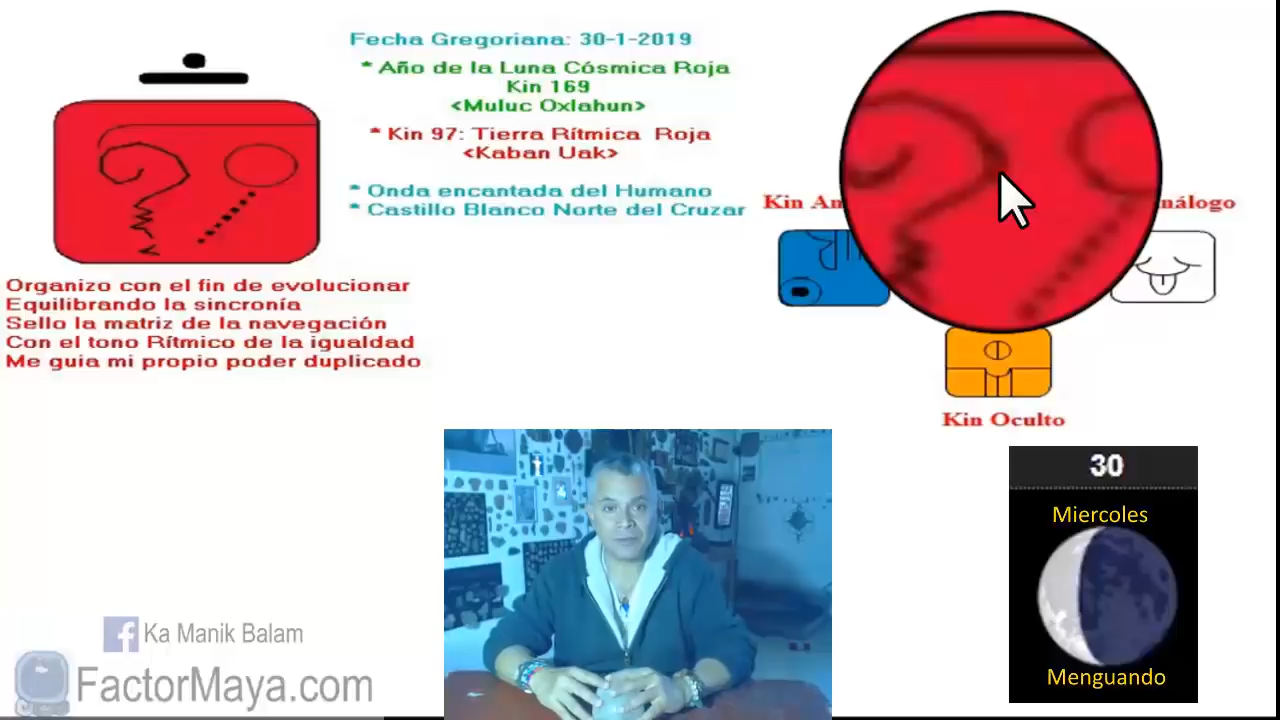 Fecha Gregoriana: 30-1-2019
* Año de la Luna Cósmica Roja
Kin 169
<Muluc Oxlahun>
* Kin 97: Tierra Rítmica Roja
<Kaban Uak>
* Onda encantada del Humano
* Castillo Blanco Norte del Cruzar
Organizo con el fin de evolucionar
Equilibrando la sincronía
Sello la matriz de la navegación
Con el tono Rítmico de la igualdad
Me guia mi propio poder duplicado
Kin
Kin Oculto
30
Miercoles
Menguando
Ka Manik Balam
FactorMaya.com